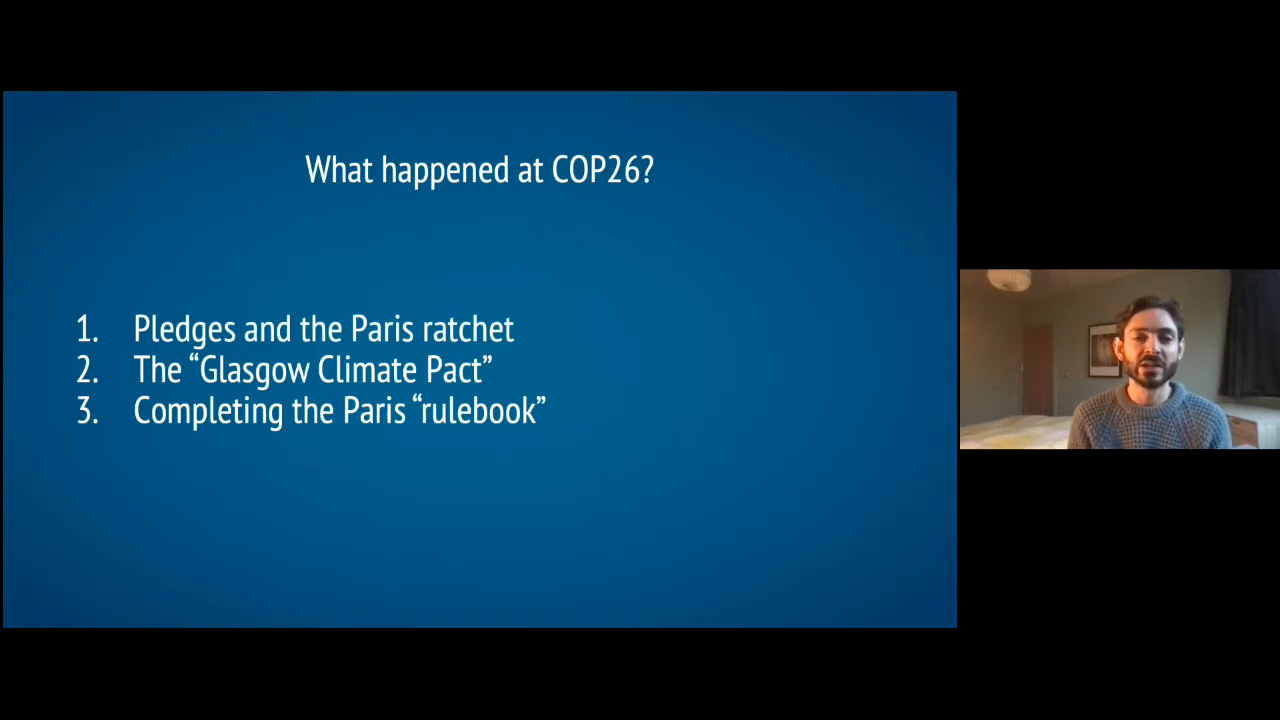 What happened at COP26?
1. Pledges and the Paris ratchet
2. The “Glasgow Climate Pact”
3. Completing the Paris “rulebook”